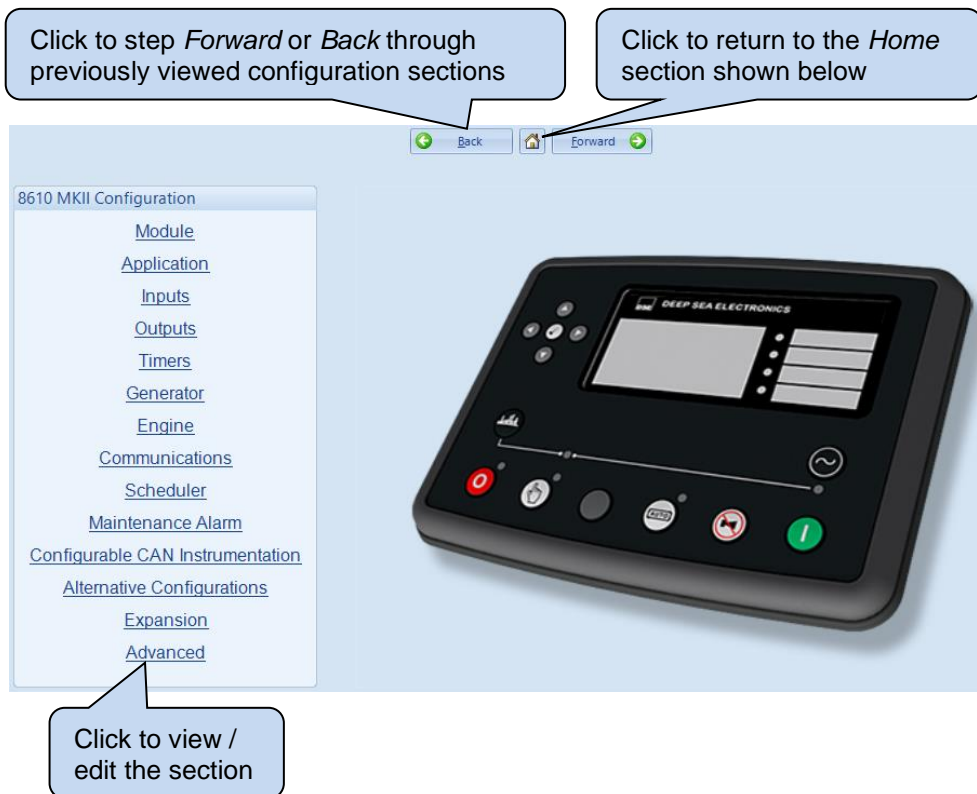 Click to step Forward or Back through
previously viewed configuration sections
Click to return to the Home
section shown below
Back
Forward
8610 MKII Configuration
Module
Application
Inputs
Outputs
Timers
Generator
Engine
Communications
Scheduler
Maintenance Alarm
Configurable CAN Instrumentation
Alternative Configurations
Expansion
Advanced
DSE DEEP SEA ELECTRONICS
AUTO
Click to view /
edit the section